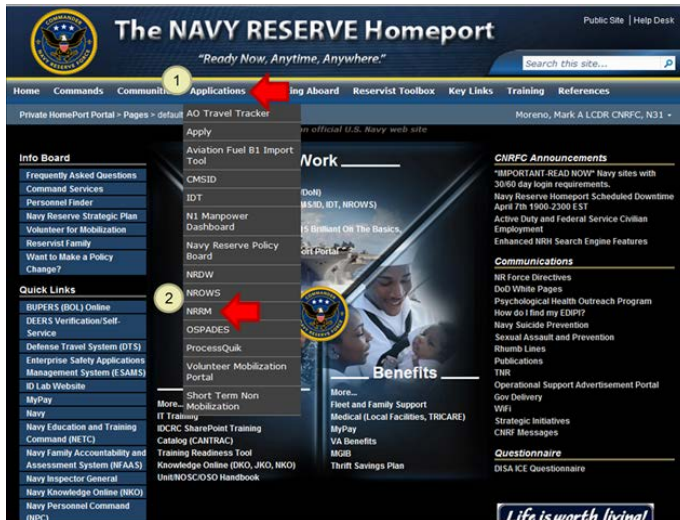 Public Site | Help Desk
The NAVY RESERVE Homeport
"Ready Now, Anytime, Anywhere."
Search this site...
1
Home Commands Applications Aboard Reservist Toolbox Key Links Training References
Private HomePort Portal > Pages >
Moreno, Mark A LCDR CNRFC, N31
official U.S. Navy web site
AO Travel Tracker
Apply
Aviation Fuel B1 Import
Tool
CMSID
IDT
N1 Manpower
Dashboard
Navy Reserve Policy
Board
NRDW
NROWS
2
NRRM
OSPADES
ProcessQuik
Volunteer Mobilization
Portal
Short Term Non
Mobilization
Info Board
Frequently Asked Questions
Command Services
Personnel Finder
Navy Reserve Strategic Plan
Volunteer for Mobilization
Reservist Family
Want to Make a Policy
Change?
Quick Links
BUPERS (BOL) Online
DEERS Verification/Self-
Service
Defense Travel System (DTS)
Enterprise Safety Applications
Management System (ESAMS)
ID Lab Website
MyPay
Navy
Navy Education and Training
Command (NETC)
Navy Family Accountability and
Assessment System (NFAAS)
Navy Inspector General
Navy Knowledge Online (NKO)
Navy Personnel Command
(NPC)
Work
(DoN)
IDT, NROWS)
Brilliant On The Basics,
Portal
More...
IT Training
IDCRC SharePoint Training
Catalog (CANTRAC)
Training Readiness Tool
Knowledge Online (DKO, JKO, NKO)
Unit/NOSC/OSO Handbook
Benefits
More...
Fleet and Family Support
Medical (Local Facilities, TRICARE)
MyPay
VA Benefits
MGIB
Thrift Savings Plan
CNRFC Announcements
"IMPORTANT-READ NOW" Navy sites with
30/60 day login requirements.
Navy Reserve Homeport Scheduled Downtime
April 7th 1900-2300 EST
Active Duty and Federal Service Civilian
Employment
Enhanced NRH Search Engine Features
Communications
NR Force Directives
DoD White Pages
Psychological Health Outreach Program
How do I find my EDIPI?
Navy Suicide Prevention
Sexual Assault and Prevention
Rhumb Lines
Publications
TNR
Operational Support Advertisement Portal
Gov Delivery
WiFi
Strategic Initiatives
CNRF Messages
Questionnaire
DISA ICE Questionnaire
Life is worth living!